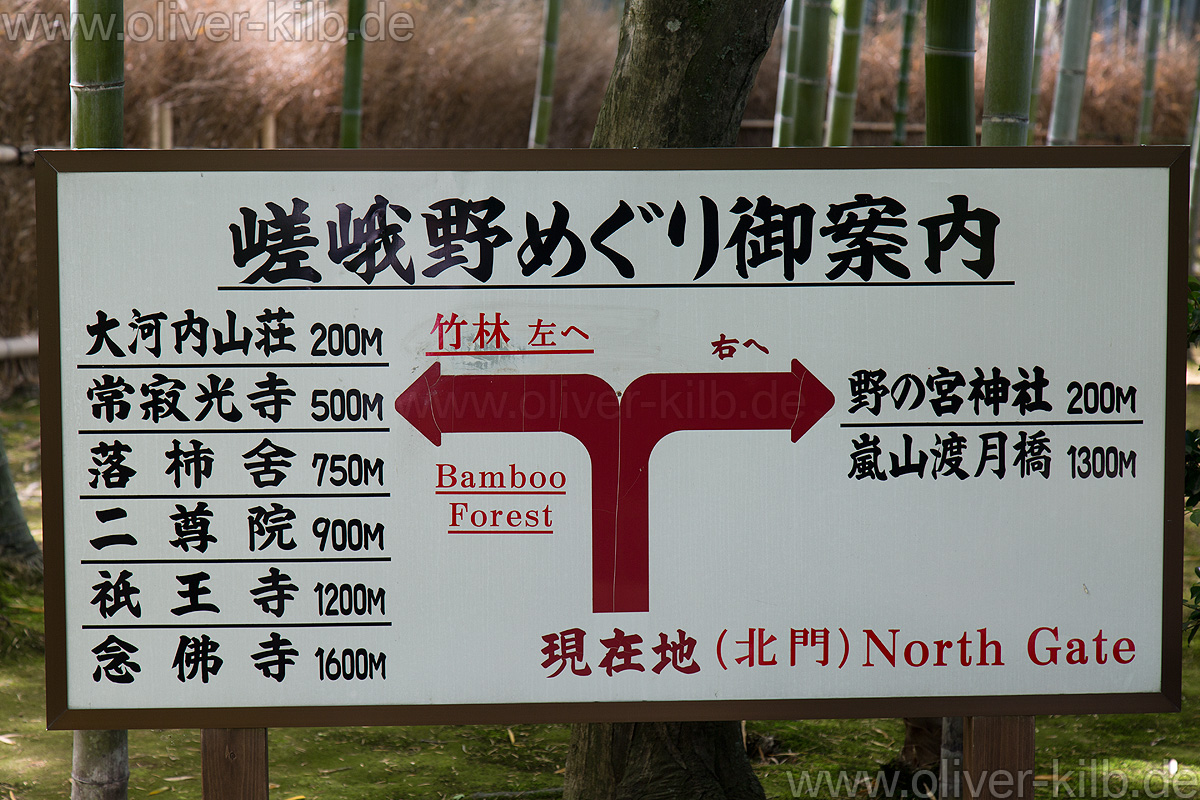 www.oliver-kilb.de
嵯峨野めぐり御案内
大河内山荘 200M
常寂光寺 500M
落柿舍 750M
二尊院 900M
祇王寺 1200M
念佛寺 1600M
竹林 左へ
右へ
www.oliver-kilb.de
Bamboo
Forest
野の宮神社 200M
嵐山渡月橋 1300M
現在地(北門)North Gate
www.oliver-kilb.de